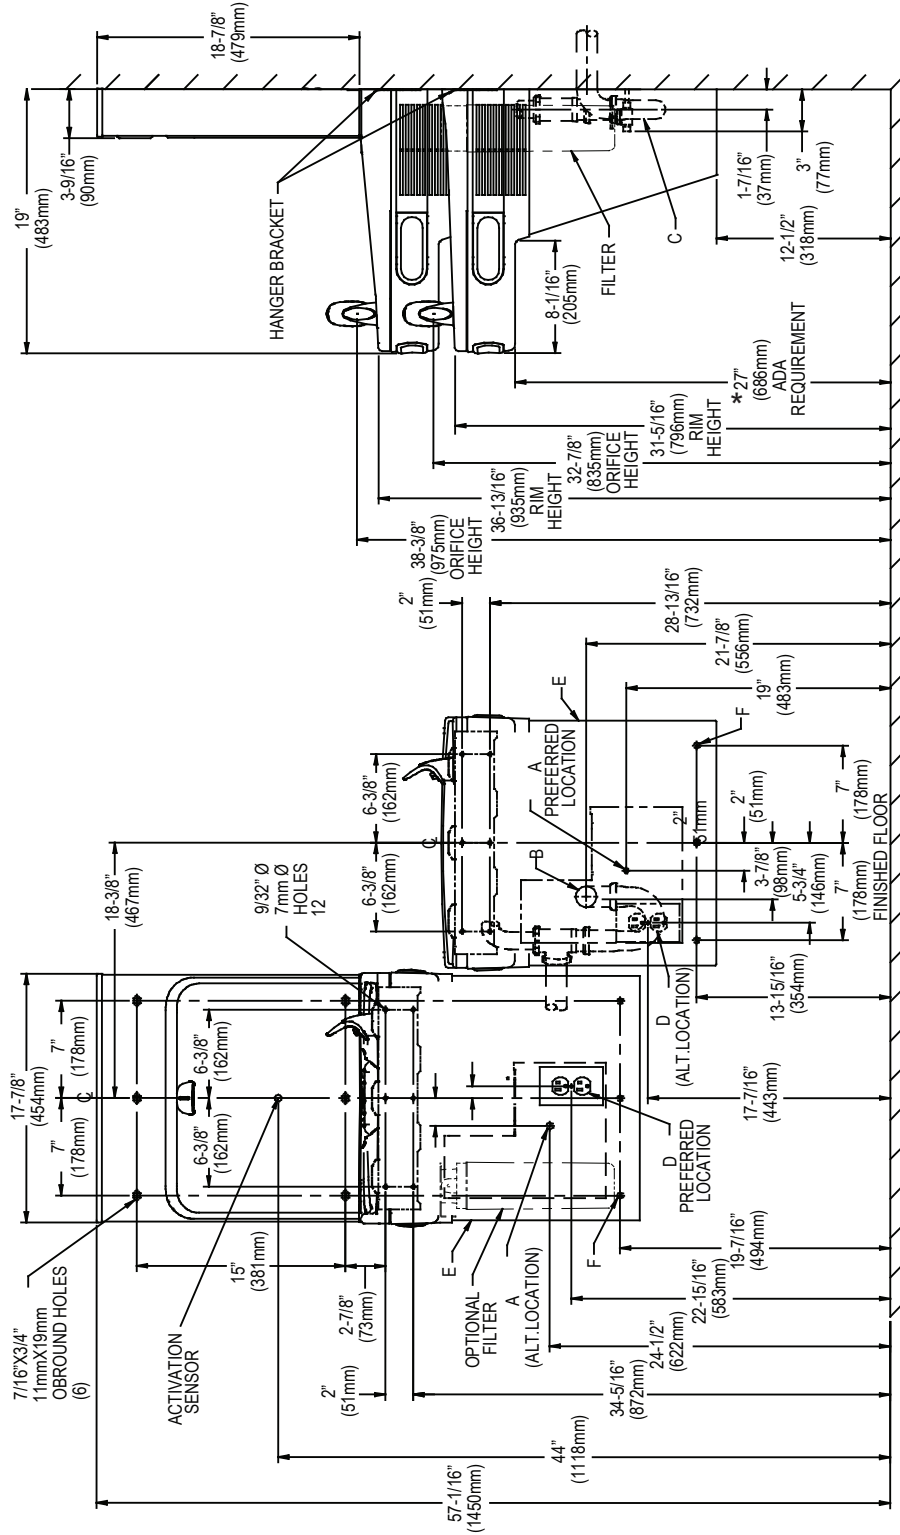 7/16”X3/4”
11mmX19mm
OBROUND HOLES
(6)
ACTIVATION
SENSOR
57-1/16”
(1450mm)
44”
(1118mm)
17-7/8”
(454mm)
7”
(178mm)
7”
(178mm)
℄
15”
(381mm)
6-3/8”
(162mm)
6-3/8”
(162mm)
2-7/8”
(73mm)
2”
(51mm)
34-5/16”
(872mm)
E
OPTIONAL
FILTER
A
(ALT.LOCATION)
24-1/2”
(622mm)
22-15/16”
(583mm)
F
19-7/16”
(494mm)
D
PREFERRED
LOCATION
17-7/16”
(443mm)
18-3/8”
(467mm)
9/32” Ø
7mm Ø
HOLES
12
6-3/8”
(162mm)
6-3/8”
(162mm)
℄
B
A
PREFERRED
LOCATION
E
D
(ALT.LOCATION)
13-15/16”
(354mm)
2”
51mm
2”
(51mm)
3-7/8”
(98mm)
5-3/4”
(146mm)
7”
(178mm)
7”
(178mm)
FINISHED FLOOR
F
19”
(483mm)
21-7/8”
(556mm)
28-13/16”
(732mm)
2”
(51mm)
38-3/8”
(975mm)
ORIFICE
HEIGHT
36-13/16”
(935mm)
RIM
HEIGHT
32-7/8”
(835mm)
ORIFICE
HEIGHT
31-5/16”
(796mm)
RIM
HEIGHT
*27”
(686mm)
ADA
REQUIREMENT
19”
(483mm)
3-9/16”
(90mm)
18-7/8”
(479mm)
HANGER BRACKET
8-1/16”
(205mm)
FILTER
C
12-1/2”
(318mm)
1-7/16”
(37mm)
3”
(77mm)